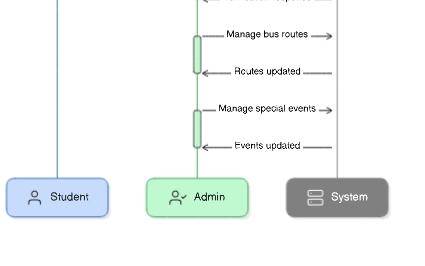 Manage bus routes
Routes updated
Manage special events
Events updated
Student
Admin
System